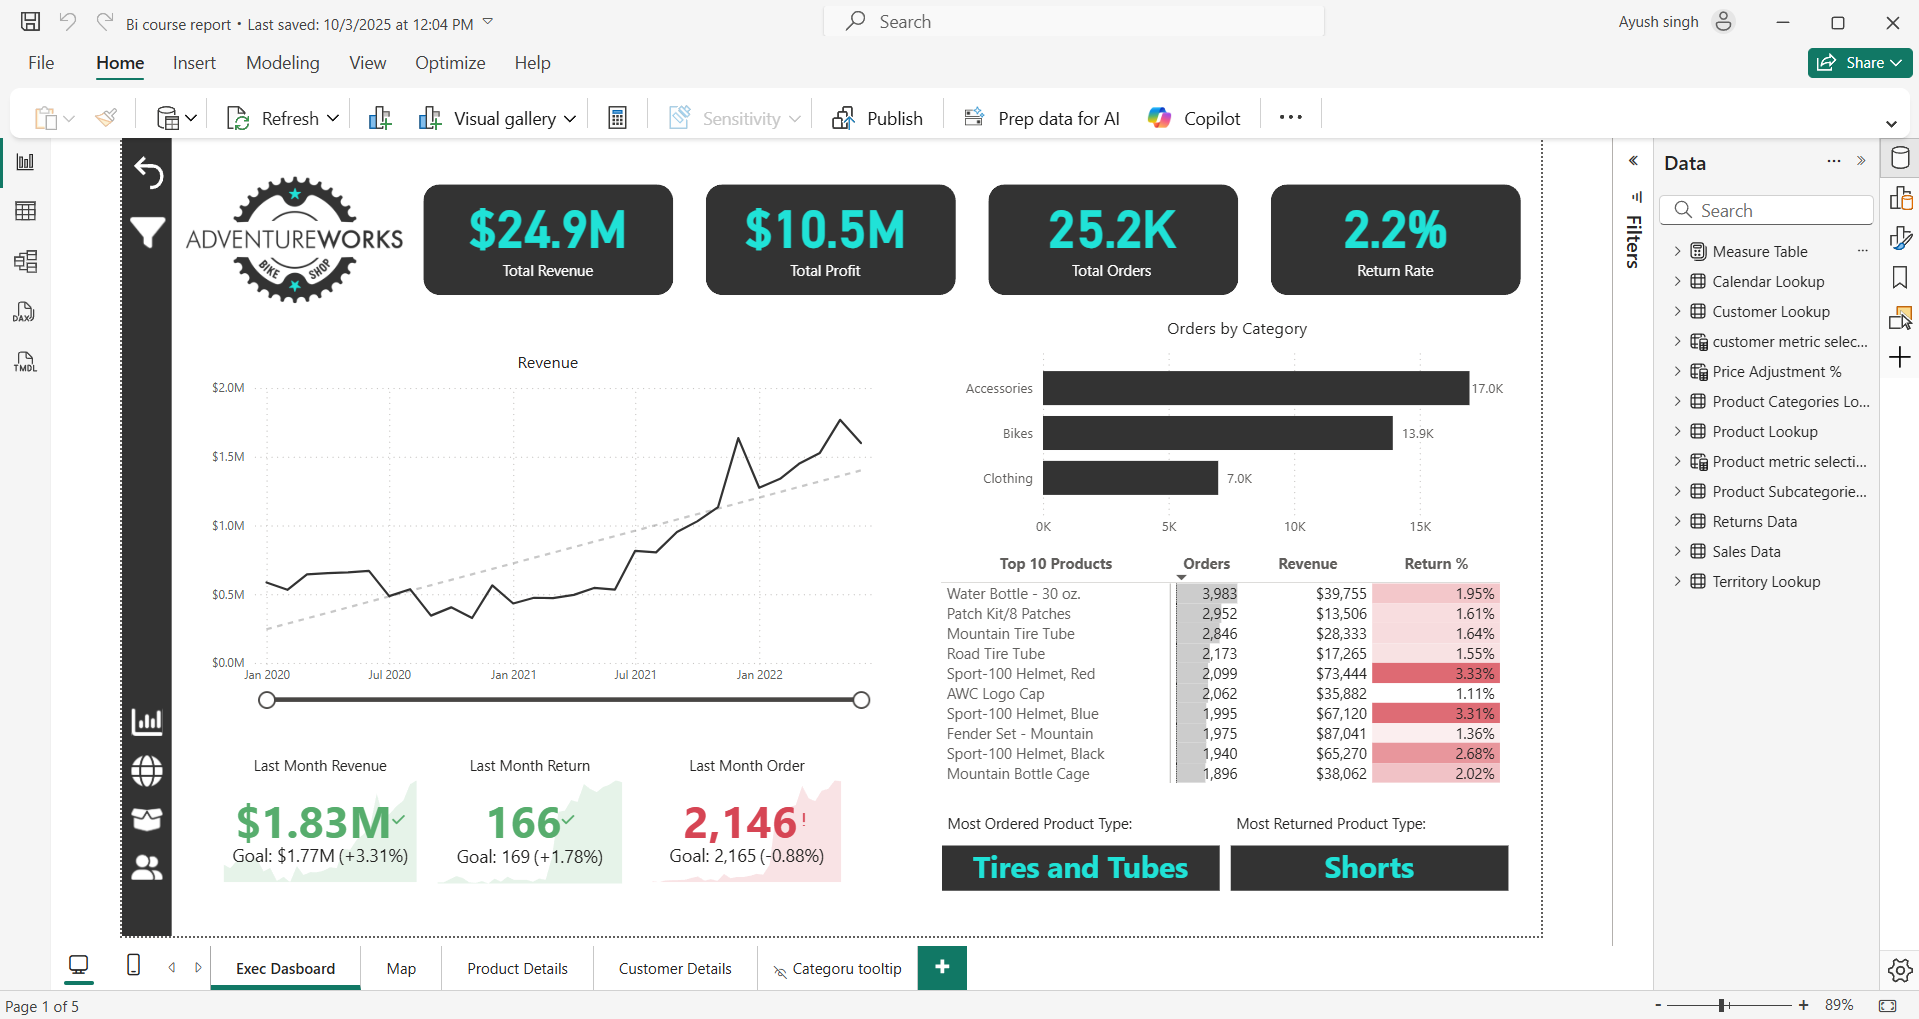 Bi course report • Last saved: 10/3/2025 at 12:04 PM
Search
Ayush singh
File Home Insert Modeling View Optimize Help
Share
Refresh Visual gallery Sensitivity Publish Prep data for AI Copilot
DAX
TMDL
ADVENTUREWORKS
BIKE SHOP
$24.9M
Total Revenue
$10.5M
Total Profit
25.2K
Total Orders
2.2%
Return Rate
Revenue
$2.0M
$1.5M
$1.0M
$0.5M
$0.0M
Jan 2020 Jul 2020 Jan 2021 Jul 2021 Jan 2022
Orders by Category
Accessories 17.0K
Bikes 13.9K
Clothing 7.0K
0K 5K 10K 15K
Top 10 Products Orders Revenue Return %
Water Bottle - 30 oz. 3,983 $39,755 1.95%
Patch Kit/8 Patches 2,952 $13,506 1.61%
Mountain Tire Tube 2,846 $28,333 1.64%
Road Tire Tube 2,173 $17,265 1.55%
Sport-100 Helmet, Red 2,099 $73,444 3.33%
AWC Logo Cap 2,062 $35,882 1.11%
Sport-100 Helmet, Blue 1,995 $67,120 3.31%
Fender Set - Mountain 1,975 $87,041 1.36%
Sport-100 Helmet, Black 1,940 $65,270 2.68%
Mountain Bottle Cage 1,896 $38,062 2.02%
Last Month Revenue
$1.83M
Goal: $1.77M (+3.31%)
Last Month Return
166
Goal: 169 (+1.78%)
Last Month Order
2,146!
Goal: 2,165 (-0.88%)
Most Ordered Product Type:
Tires and Tubes
Most Returned Product Type:
Shorts
Filters
Data
Search
Measure Table
Calendar Lookup
Customer Lookup
customer metric selec...
Price Adjustment %
Product Categories Lo...
Product Lookup
Product metric selecti...
Product Subcategorie...
Returns Data
Sales Data
Territory Lookup
Exec Dasboard Map Product Details Customer Details Categoru tooltip
Page 1 of 5
- + 89%